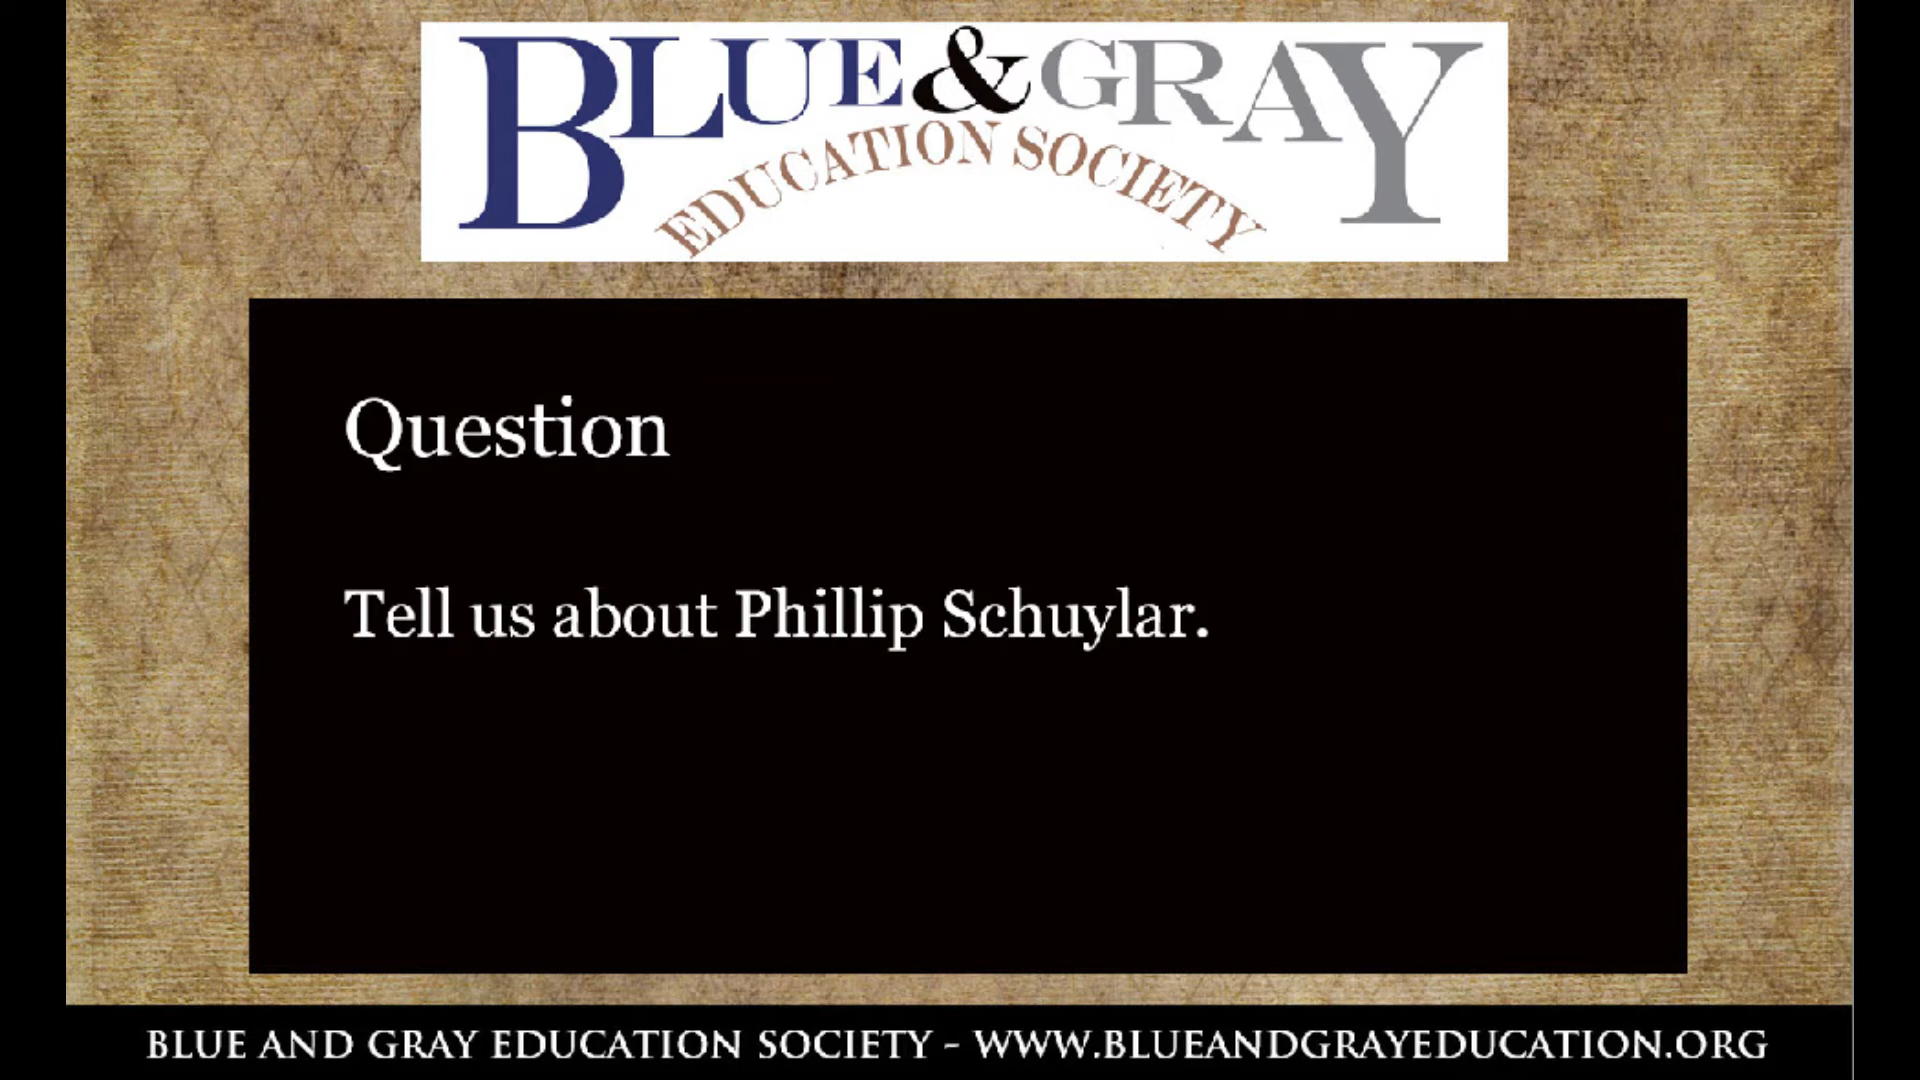 BLUE & GRAY
EDUCATION SOCIETY
Question
Tell us about Phillip Schuylar.
BLUE AND GRAY EDUCATION SOCIETY - WWW.BLUEANDGRAYEDUCATION.ORG